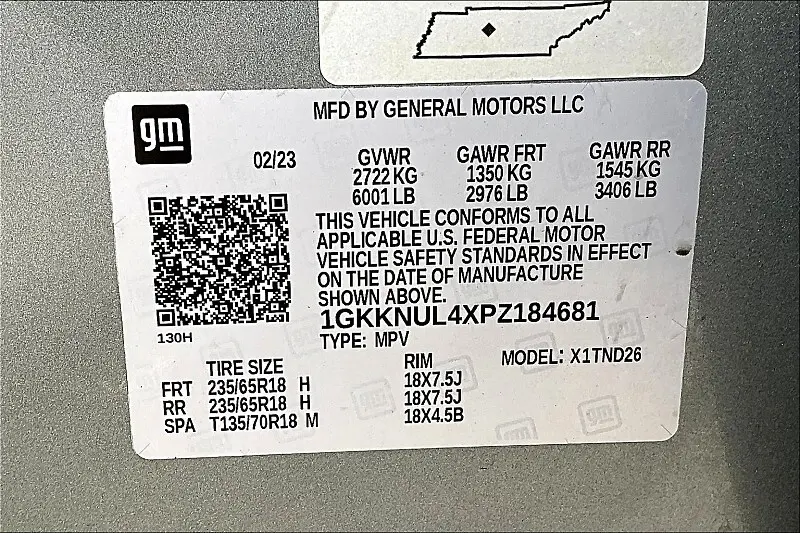 gm
MFD BY GENERAL MOTORS LLC
02/23
GVWR GAWR FRT GAWR RR
2722 KG 1350 KG 1545 KG
6001 LB 2976 LB 3406 LB
THIS VEHICLE CONFORMS TO ALL
APPLICABLE U.S. FEDERAL MOTOR
VEHICLE SAFETY STANDARDS IN EFFECT
ON THE DATE OF MANUFACTURE
SHOWN ABOVE.
1GKKNUL4XPZ184681
130H
TYPE: MPV
MODEL: X1TND26
TIRE SIZE RIM
FRT 235/65R18 H 18X7.5J
RR 235/65R18 H 18X7.5J
SPA T135/70R18 M 18X4.5B